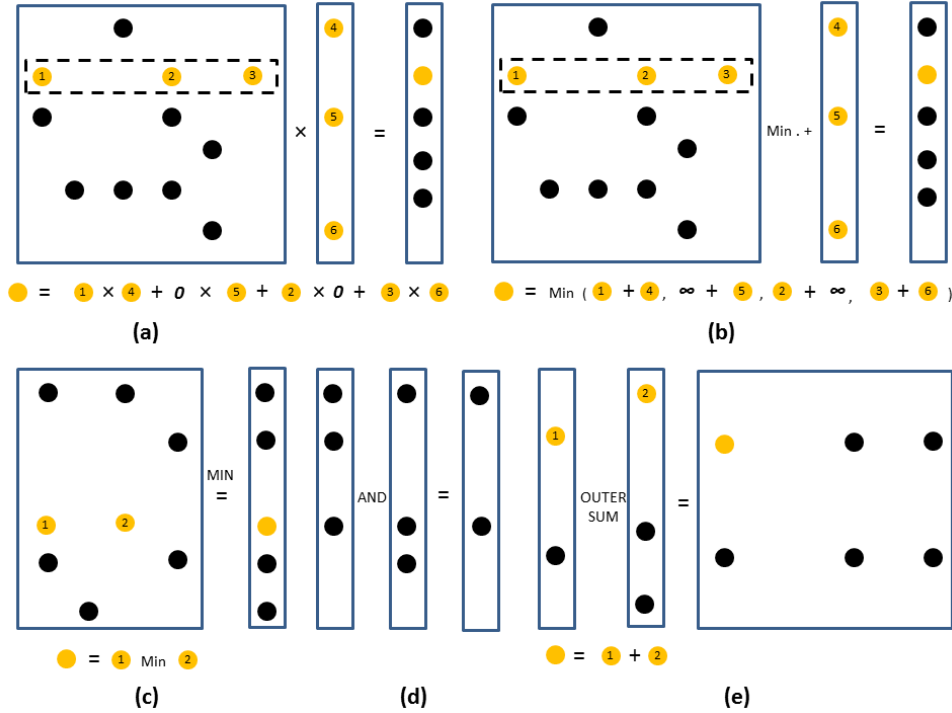 4 4
1 2 3 1 2 3
5 5
× = Min . + =
6 6
= 1 × 4 + 0 × 5 + 2 × 0 + 3 × 6 = Min ( 1 + 4 , ∞ + 5 , 2 + ∞ , 3 + 6 )
(a) (b)
2
1
MIN
= AND = OUTER SUM =
1 2
= 1 Min 2 = 1 + 2
(c) (d) (e)